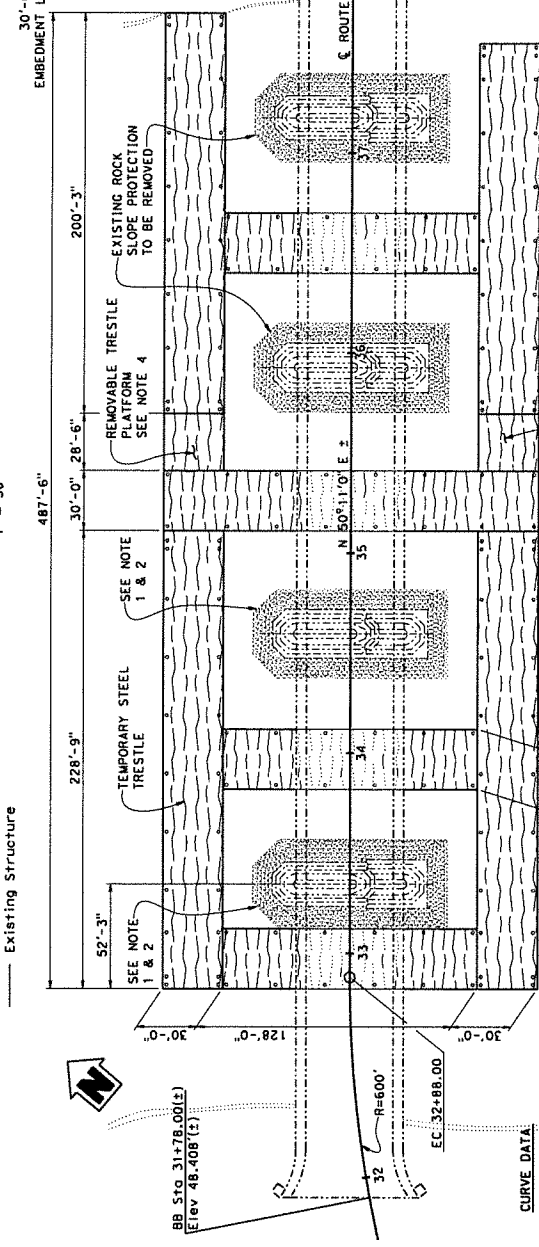 Existing Structure
487'-6"
228'-9"
30'-0"
28'-6"
200'-3"
52'-3"
30'-
EMBEDMENT L
SEE NOTE
1 & 2
TEMPORARY STEEL
TRESTLE
SEE NOTE
1 & 2
REMOVABLE TRESTLE
PLATFORM
SEE NOTE 4
EXISTING ROCK
SLOPE PROTECTION
TO BE REMOVED
30'-0"
128'-0"
30'-0"
N
BB Sta 31+78.00(±)
Elev 48.408'(±)
32
R=600'
EC 32+88.00
33
34
35
N 50°11'0" E ±
36
37
℄ ROUTE
CURVE DATA